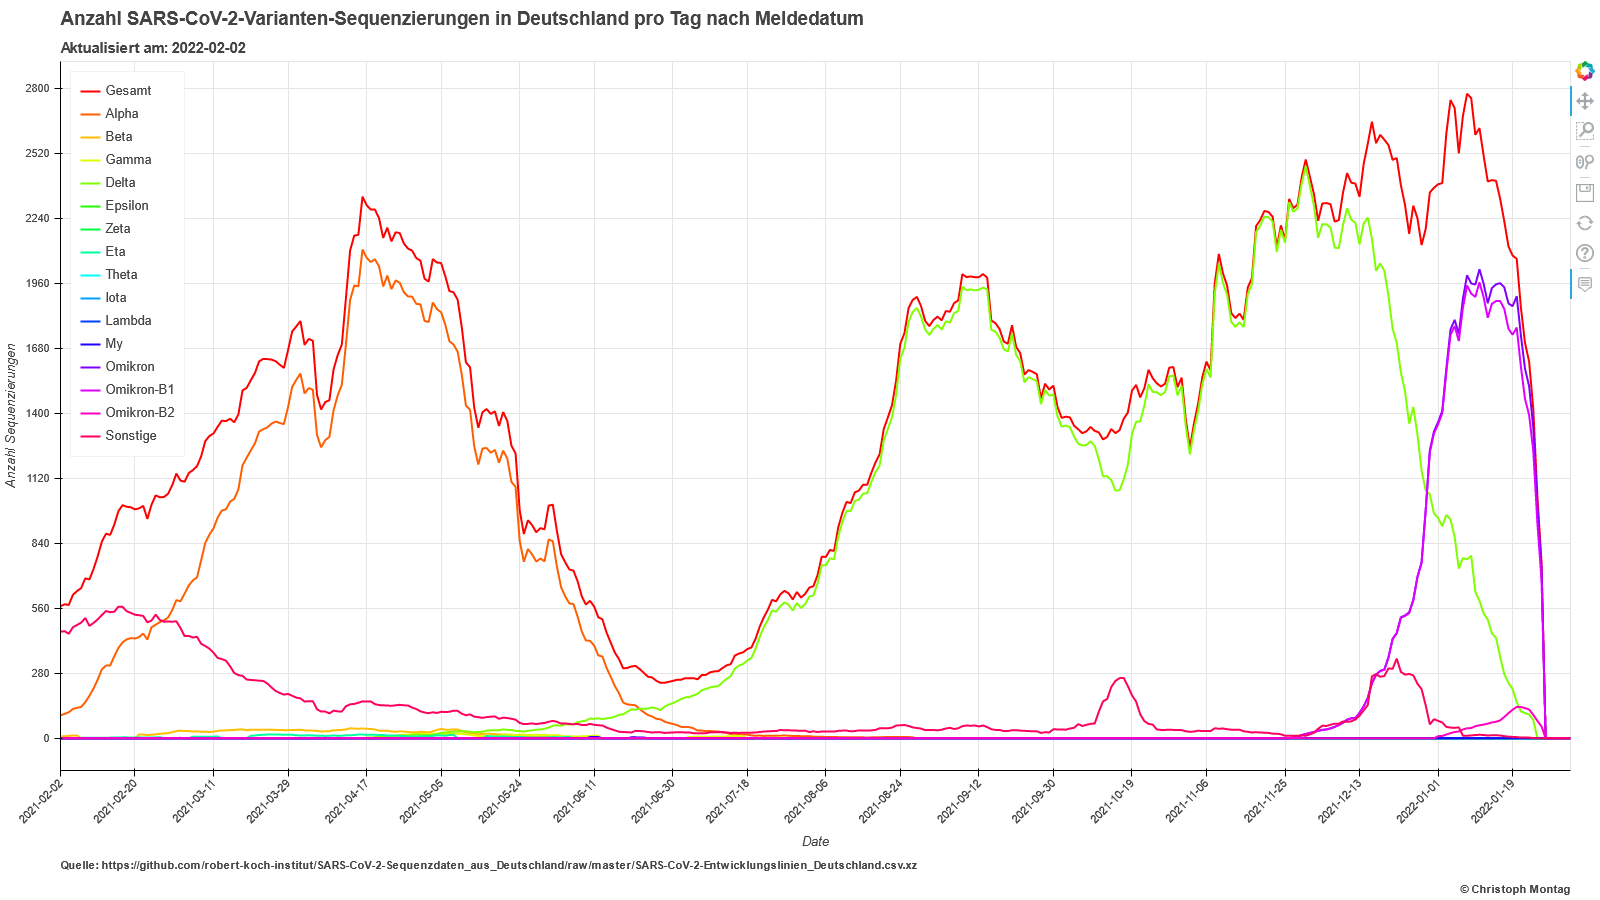 Anzahl SARS-CoV-2-Varianten-Sequenzierungen in Deutschland pro Tag nach Meldedatum
Aktualisiert am: 2022-02-02
Gesamt
Alpha
Beta
Gamma
Delta
Epsilon
Zeta
Eta
Theta
Iota
Lambda
My
Omikron
Omikron-B1
Omikron-B2
Sonstige
Anzahl Sequenzierungen
2800
2520
2240
1960
1680
1400
1120
840
560
280
0
2021-02-02
2021-02-20
2021-03-11
2021-03-29
2021-04-17
2021-05-05
2021-05-24
2021-06-11
2021-06-30
2021-07-18
2021-08-06
2021-08-24
2021-09-12
2021-09-30
2021-10-19
2021-11-06
2021-11-25
2021-12-13
2022-01-01
2022-01-19
Date
Quelle: https://github.com/robert-koch-institut/SARS-CoV-2-Sequenzdaten_aus_Deutschland/raw/master/SARS-CoV-2-Entwicklungslinien_Deutschland.csv.xz
© Christoph Montag